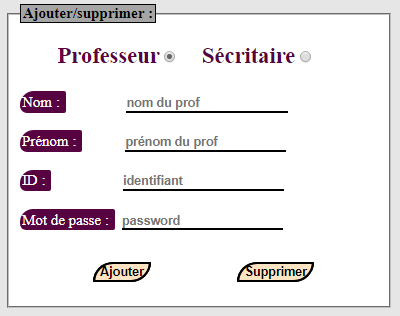 Ajouter/supprimer :
Professeur Sécritaire
Nom : nom du prof
Prénom : prénom du prof
ID : identifiant
Mot de passe : password
Ajouter Supprimer